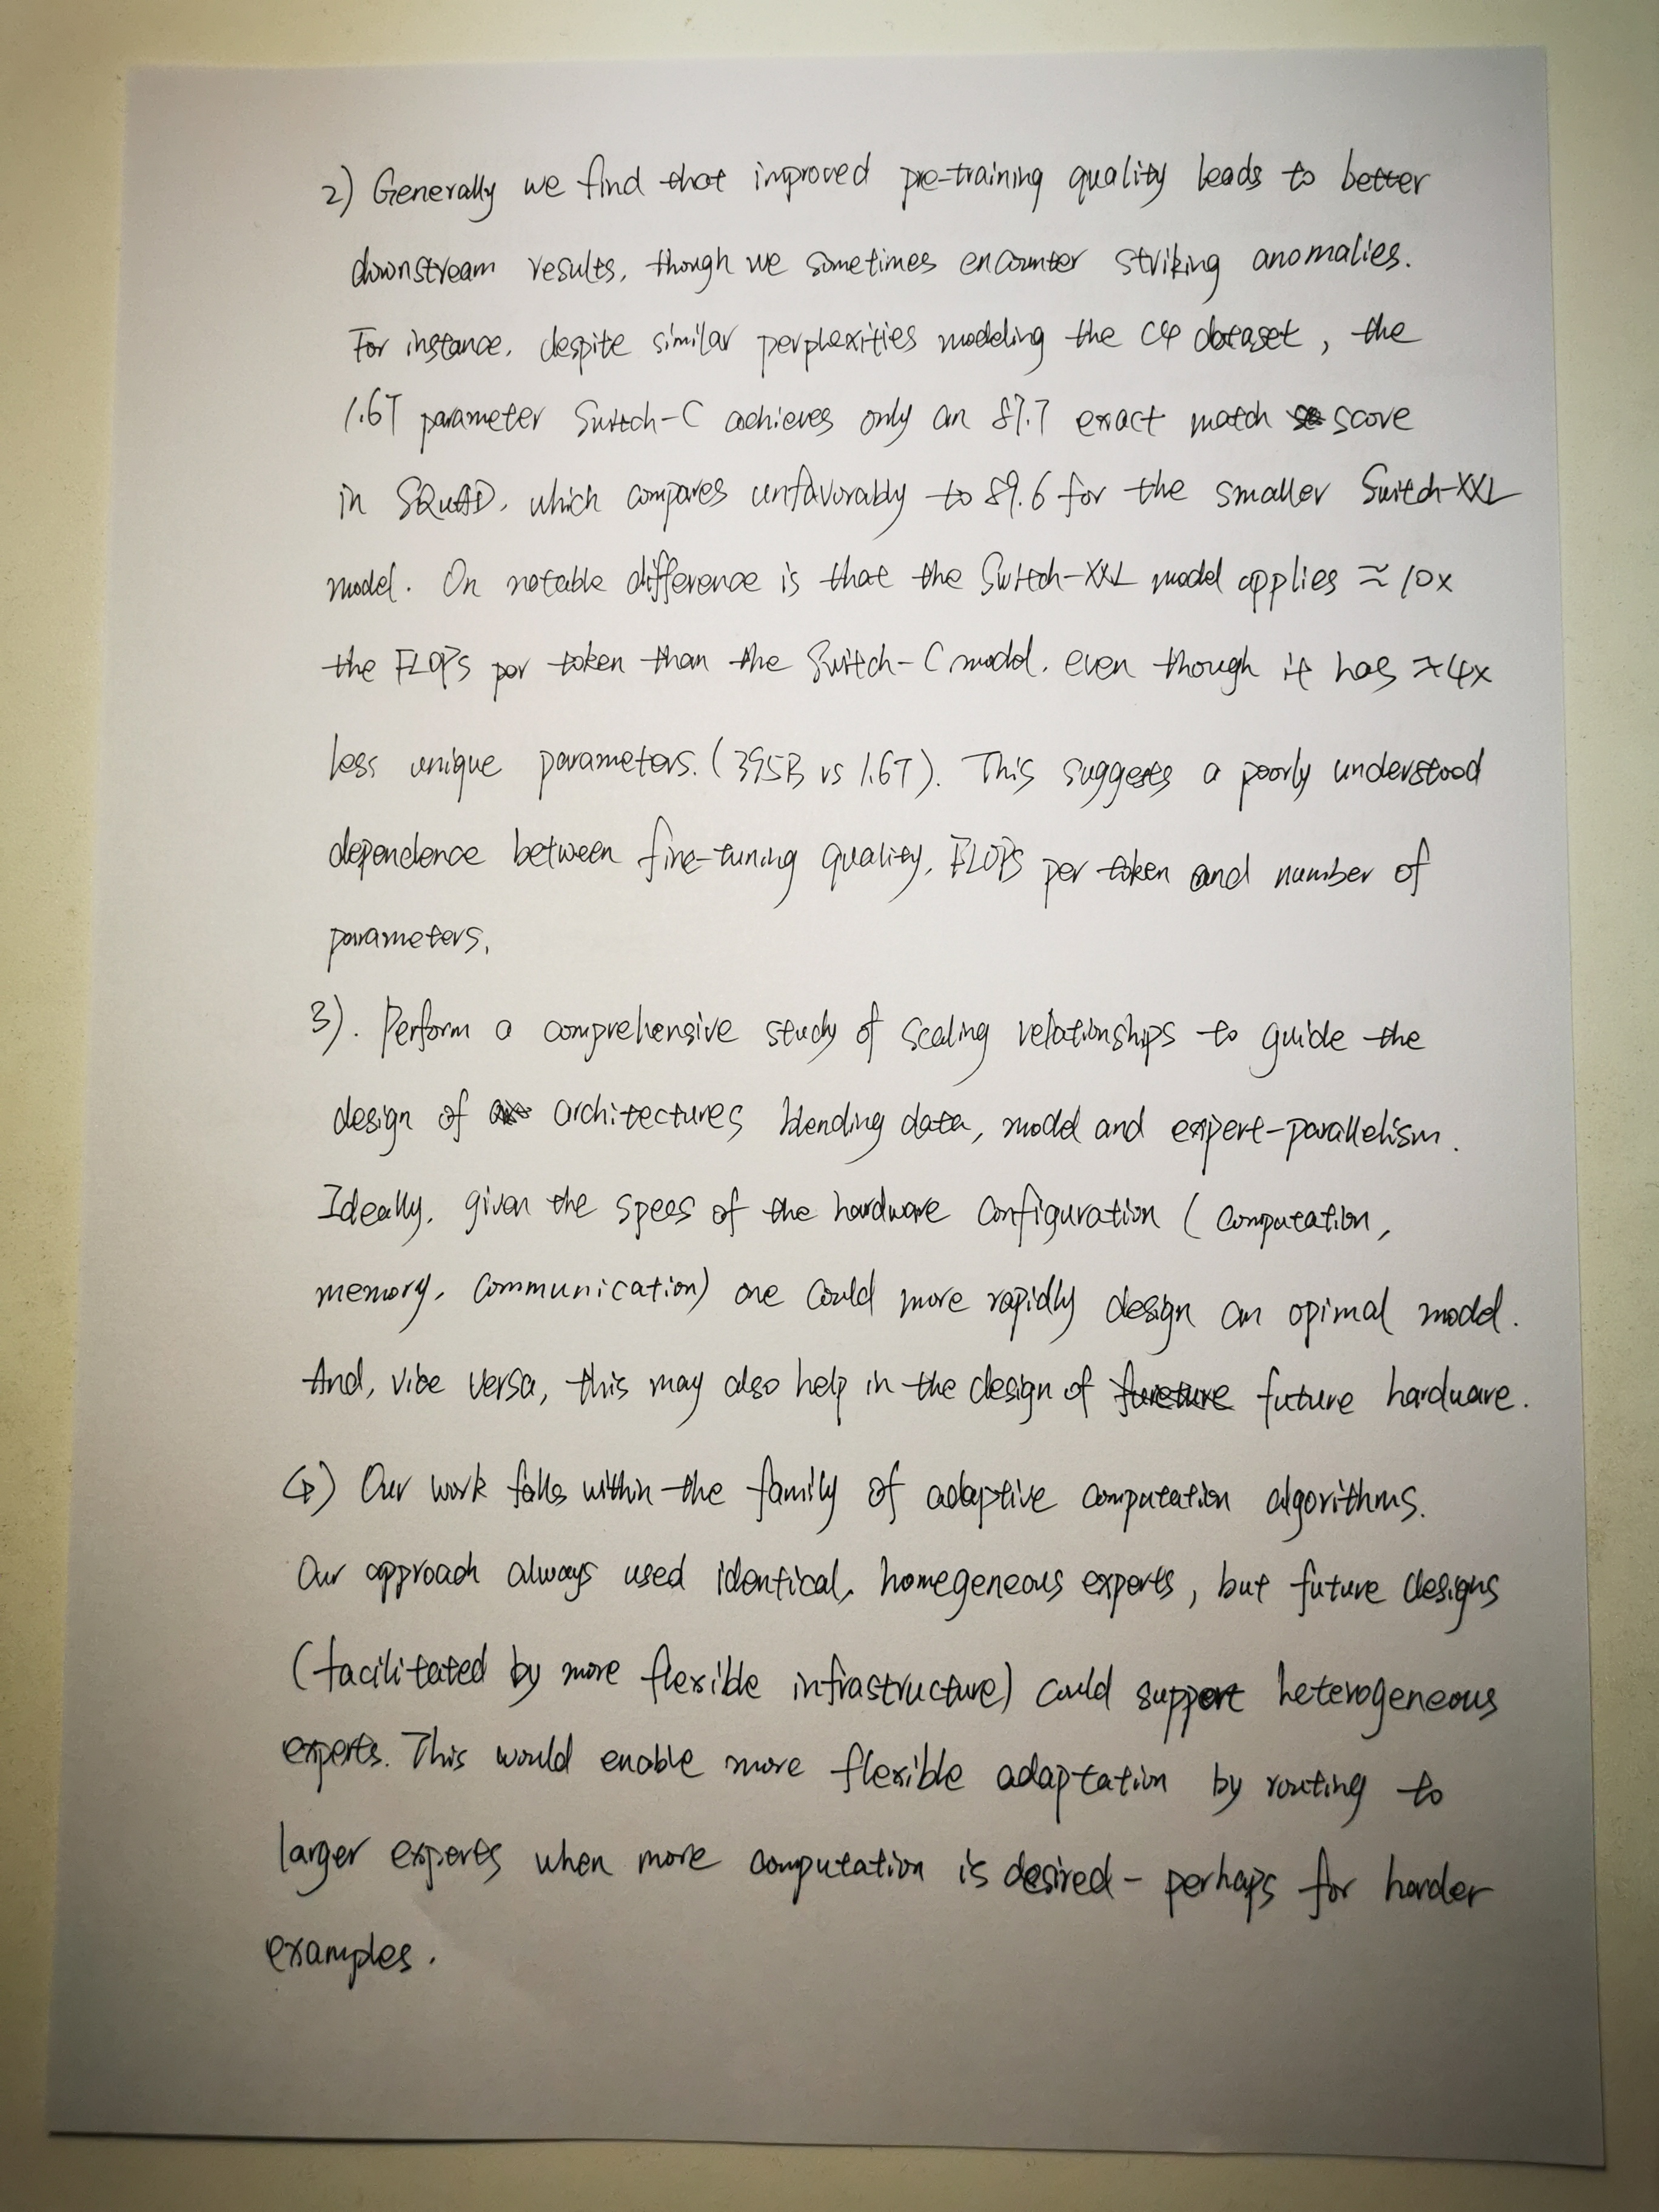 2) Generally we find that improved pre-training quality leads to better
downstream results, though we sometimes encounter striking anomalies.
For instance, despite similar perplexities modeling the C4 dataset, the
1.6T parameter Switch-C achieves only an 87.7 exact match score
in SQuAD, which compares unfavorably to 89.6 for the smaller Switch-XXL
model. On notable difference is that the Switch-XXL model applies ≈ 10x
the FLOPS per token than the Switch-C model, even though it has ≈4x
less unique parameters. (395B vs 1.6T). This suggests a poorly understood
dependence between fine-tuning quality, FLOPS per token and number of
parameters.
3). Perform a comprehensive study of scaling relationships to guide the
design of architectures blending data, model and expert-parallelism.
Ideally, given the specs of the hardware configuration (computation,
memory, communication) one could more rapidly design an opimal model.
And, vibe versa, this may also help in the design of future hardware.
4) Our work falls within the family of adaptive computation algorithms.
Our approach always used identical, homegeneous experts, but future designs
(facilitated by more flexible infrastructure) could support heterogeneous
experts. This would enable more flexible adaptation by routing to
larger experts when more computation is desired - perhaps for harder
examples.